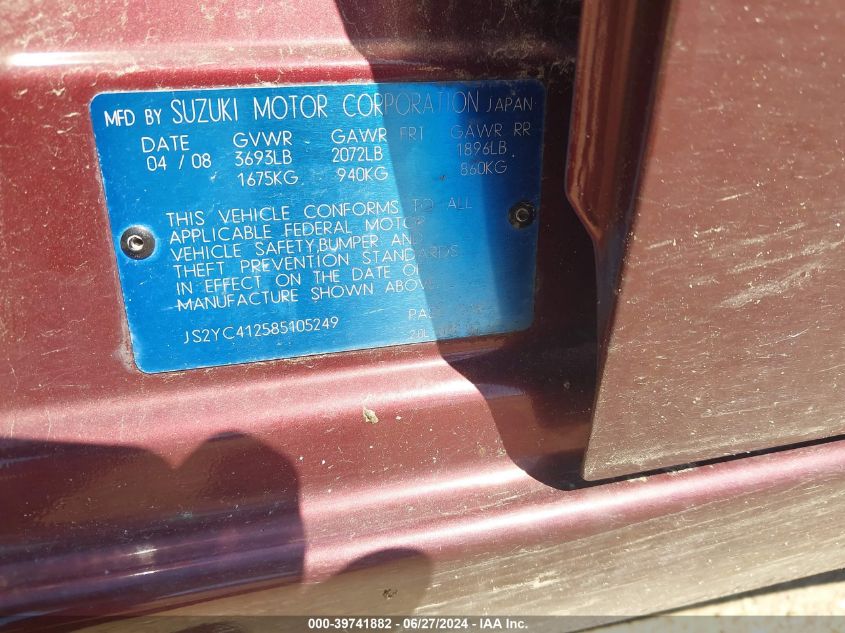 MFD BY SUZUKI MOTOR CORPORATION JAPAN
DATE GVWR GAWR FRT GAWR RR
04 / 08 3693LB 2072LB 1896LB
1675KG 940KG 860KG
THIS VEHICLE CONFORMS TO ALL
APPLICABLE FEDERAL MOTOR
VEHICLE SAFETY,BUMPER AND
THEFT PREVENTION STANDARDS
IN EFFECT ON THE DATE OF
MANUFACTURE SHOWN ABOVE
JS2YC412585105249
000-39741882 - 06/27/2024 - IAA Inc.